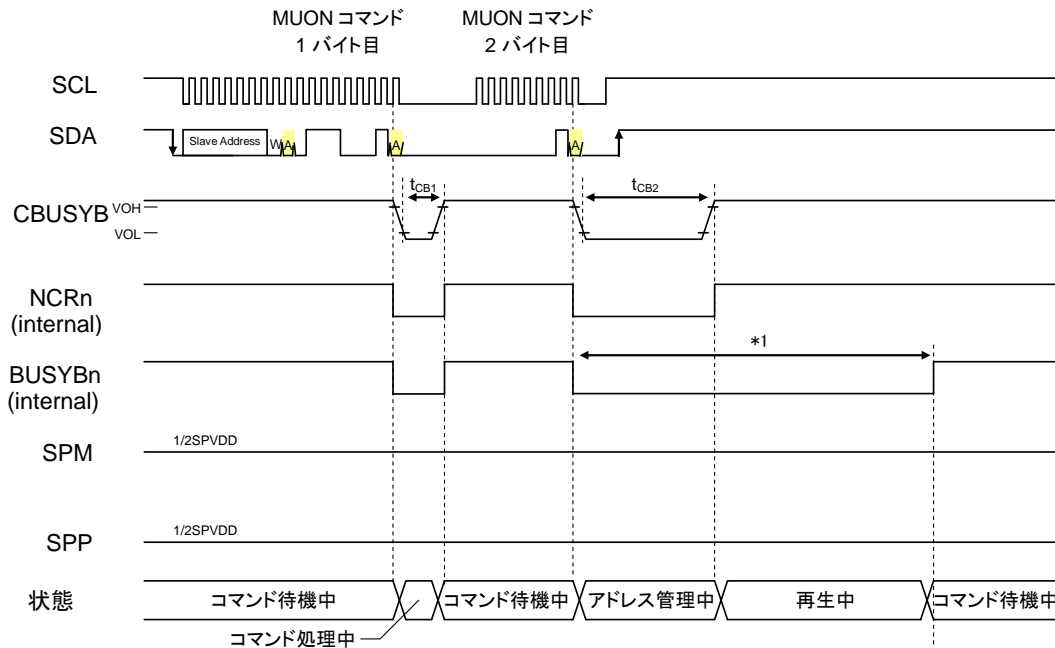 MUON コマンド
1 バイト目
MUON コマンド
2 バイト目
SCL
SDA
Slave Address
W
A
A
A
CBUSYB
VOH
VOL
tCB1
tCB2
NCRn
(internal)
BUSYBn
(internal)
*1
SPM
1/2SPVDD
SPP
1/2SPVDD
状態
コマンド待機中
コマンド待機中
アドレス管理中
再生中
コマンド待機中
コマンド処理中